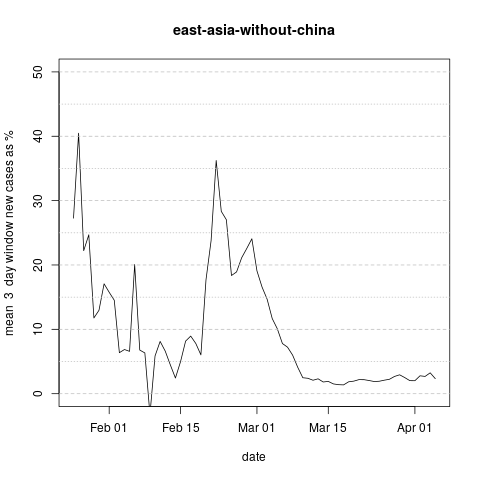 east-asia-without-china
mean 3 day window new cases as %
50
40
30
20
10
0
Feb 01 Feb 15 Mar 01 Mar 15 Apr 01
date